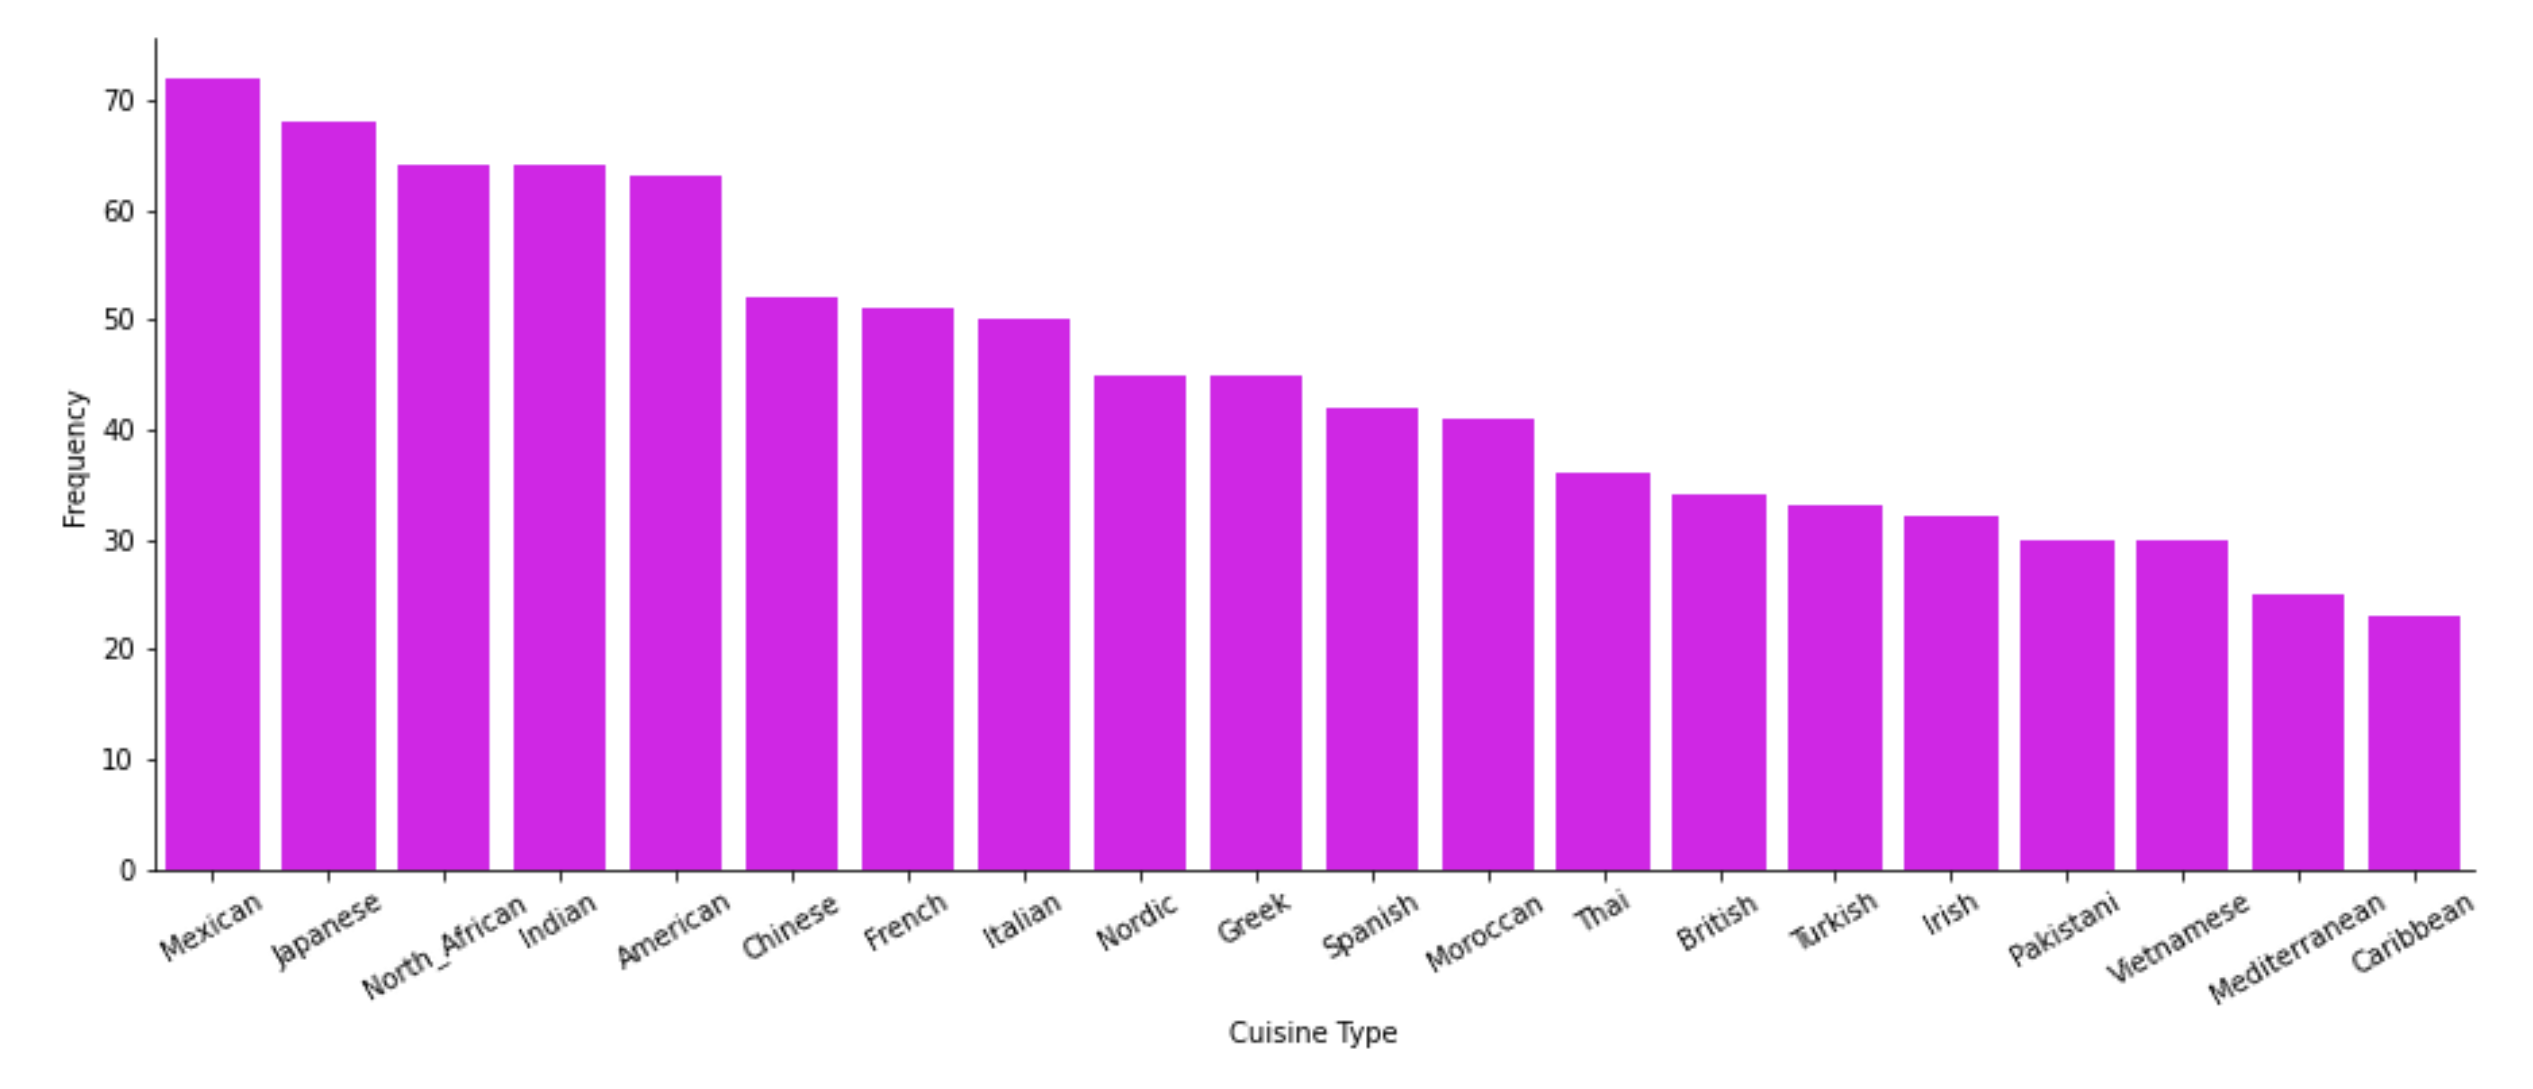 70
60
50
40
30
20
10
0
Frequency
Mexican
Japanese
North_African
Indian
American
Chinese
French
Italian
Nordic
Greek
Spanish
Moroccan
Thai
British
Turkish
Irish
Pakistani
Vietnamese
Mediterranean
Caribbean
Cuisine Type